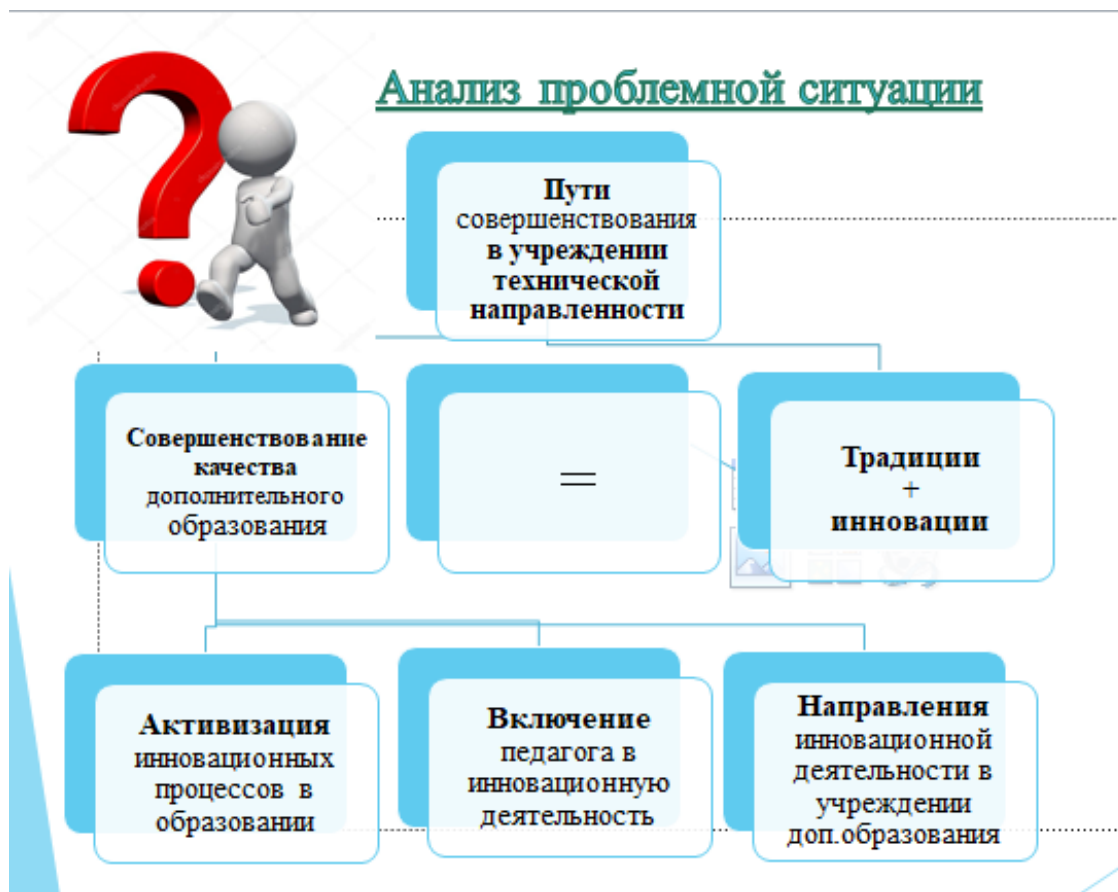 Анализ проблемной ситуации
Пути
совершенствования
в учреждении
технической
направленности
Совершенствование
качества
дополнительного
образования
=
Традиции
+
инновации
Активизация
инновационных
процессов в
образовании
Включение
педагога в
инновационную
деятельность
Направления
инновационной
деятельности в
учреждении
доп.образования